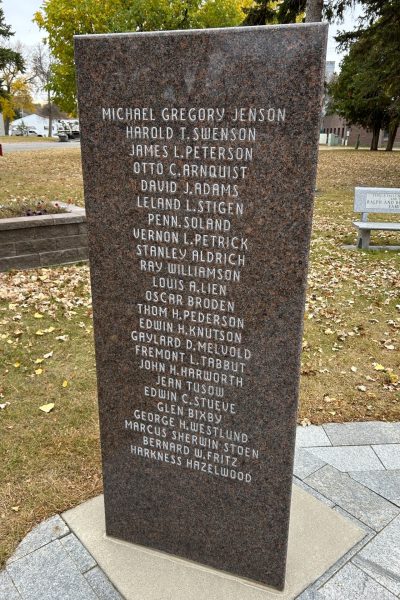 MICHAEL GREGORY JENSON
HAROLD T. SWENSON
JAMES L. PETERSON
OTTO C. ARNQUIST
DAVID J. ADAMS
LELAND L. STIGEN
PENN. SOLAND
VERNON L. PETRICK
STANLEY ALDRICH
RAY WILLIAMSON
LOUIS A. LIEN
OSCAR BRODEN
THOM H. PEDERSON
EDWIN H. KNUTSON
GAYLARD D. MELVOLD
FREMONT L. TABBUT
JOHN H. HARWORTH
JEAN TUSOW
EDWIN C. STUEVE
GLEN BIXBY
GEORGE H. WESTLUND
MARCUS SHERWIN STOEN
BERNARD W. FRITZ
HARKNESS HAZELWOOD
RALPH AND